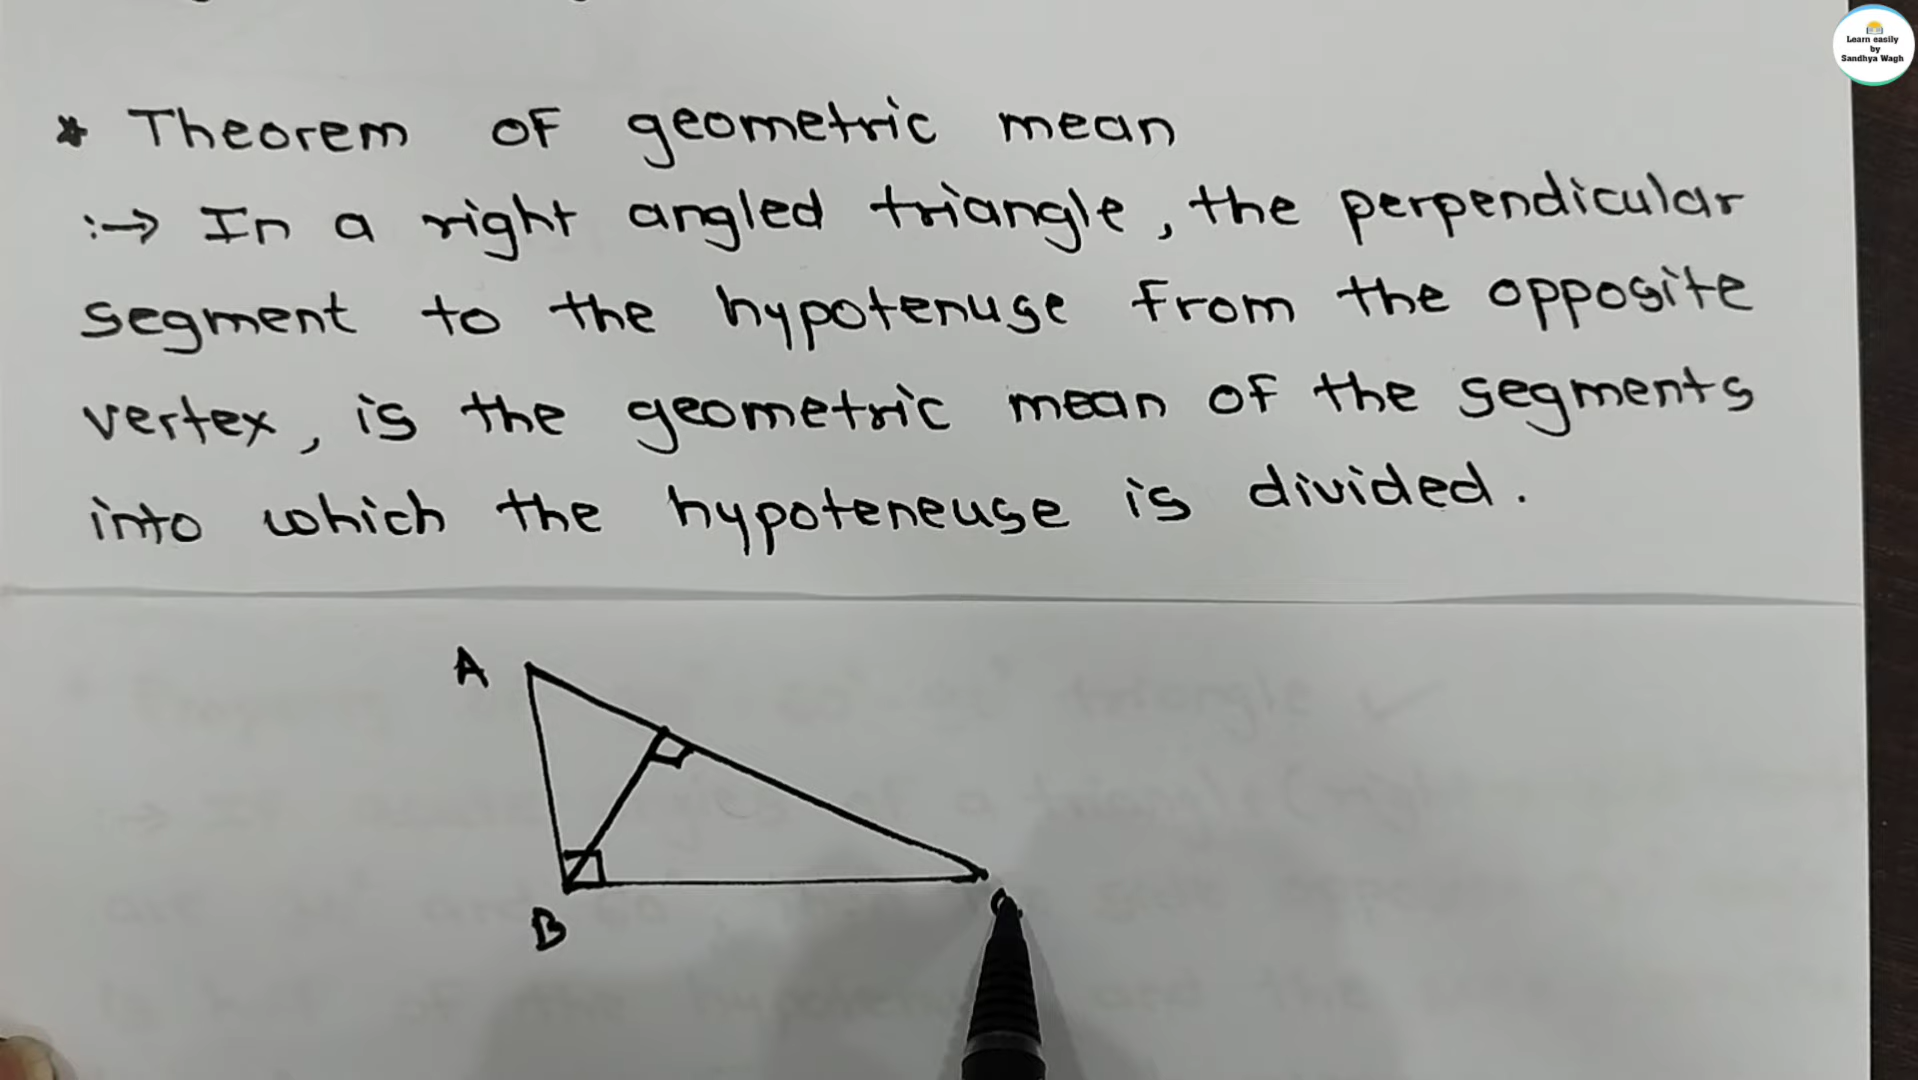 Learn easily
by
Sandhya Wagh
* Theorem of geometric mean
:→ In a right angled triangle, the perpendicular
segment to the hypotenuse from the opposite
vertex, is the geometric mean of the segments
into which the hypoteneuse is divided.
A
B